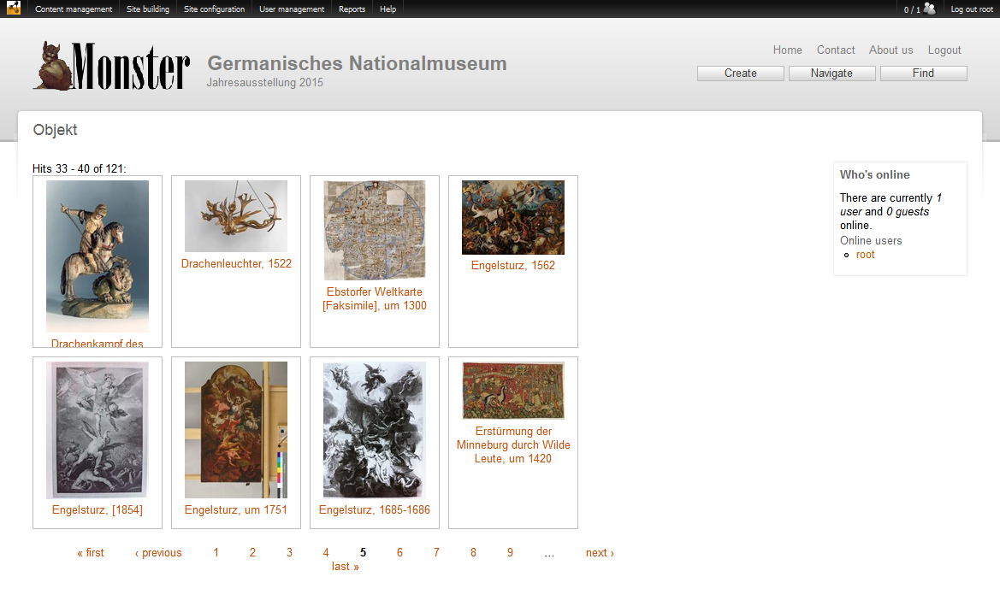 Content management Site building Site configuration User management Reports Help 0 / 1 Log out root
Monster
Germanisches Nationalmuseum
Jahresausstellung 2015
Home Contact About us Logout
Create Navigate Find
Objekt
Hits 33 - 40 of 121:
Drachenkampf des
Drachenleuchter, 1522
Ebstorfer Weltkarte
[Faksimile], um 1300
Engelsturz, 1562
Engelsturz, [1854]
Engelsturz, um 1751
Engelsturz, 1685-1686
Erstürmung der
Minneburg durch Wilde
Leute, um 1420
« first ‹ previous 1 2 3 4 5 6 7 8 9 … next ›
last »
Who's online
There are currently 1
user and 0 guests
online.
Online users
root